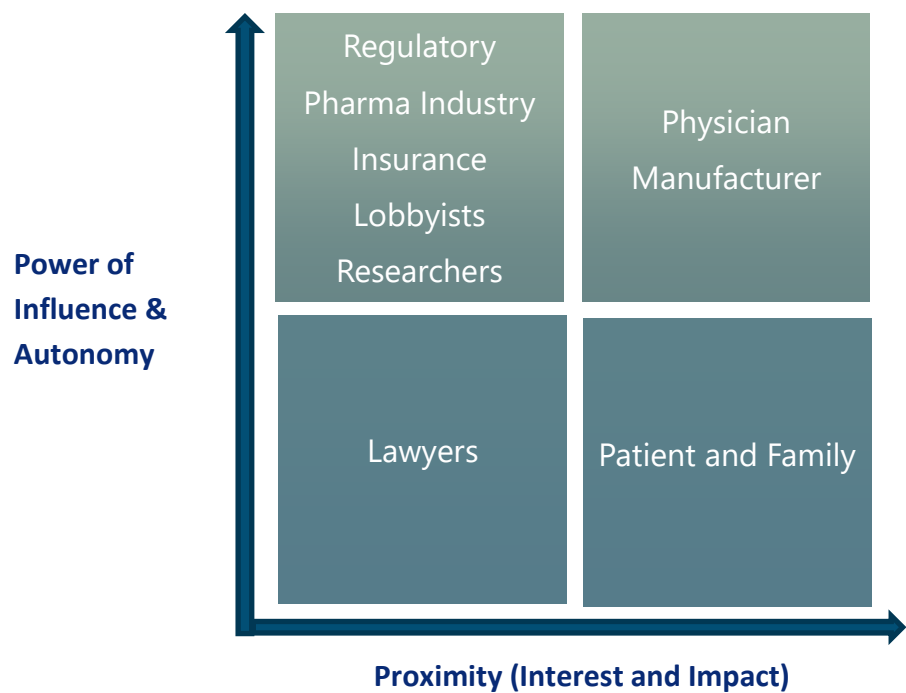 Regulatory
Pharma Industry
Insurance
Lobbyists
Researchers
Physician
Manufacturer
Power of
Influence &
Autonomy
Lawyers
Patient and Family
Proximity (Interest and Impact)